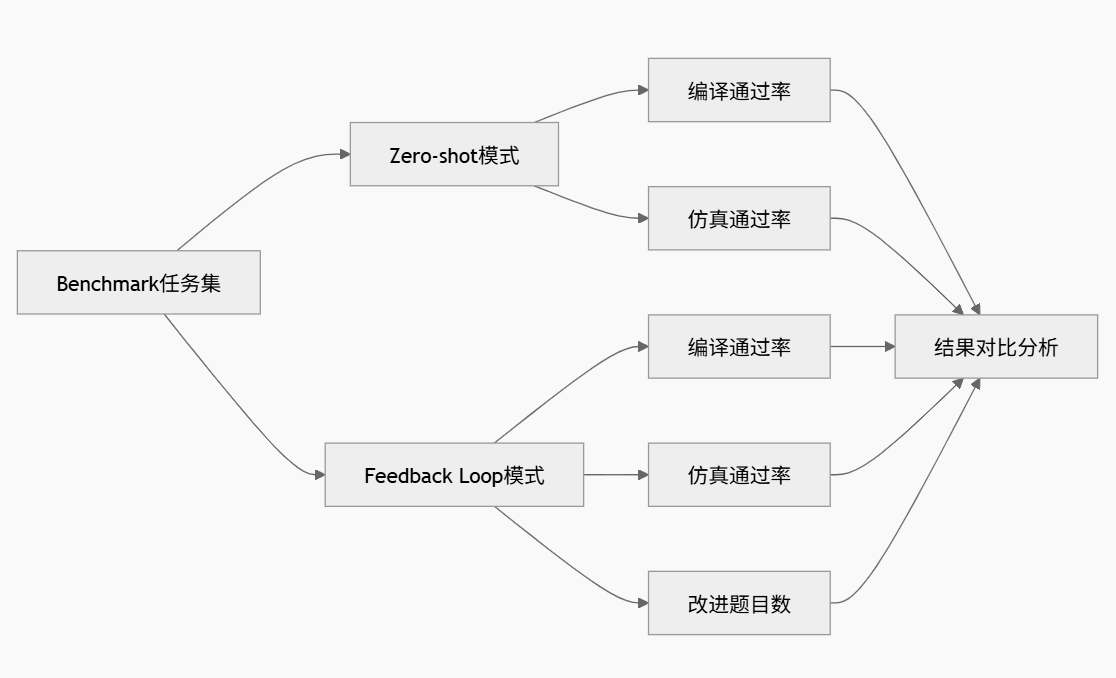 Benchmark任务集
Zero-shot模式
Feedback Loop模式
编译通过率
仿真通过率
编译通过率
仿真通过率
改进题目数
结果对比分析